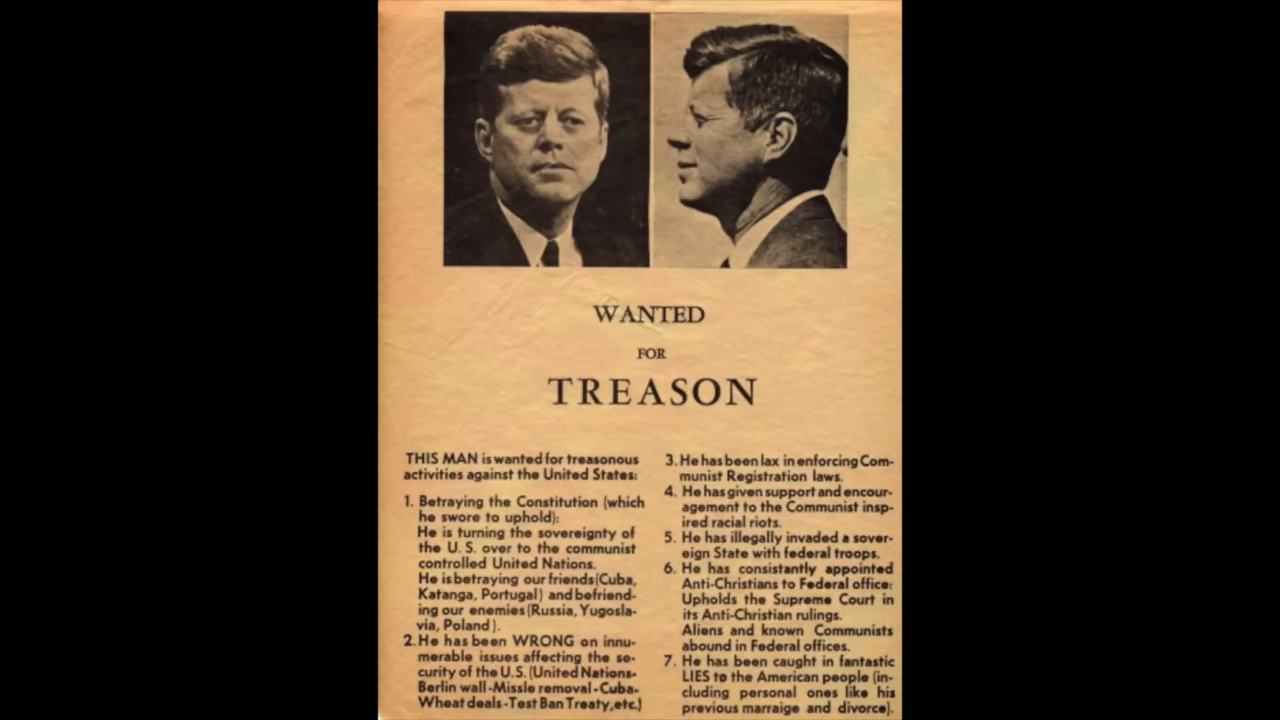 WANTED
FOR
TREASON
THIS MAN is wanted for treasonous
activities against the United States:
1. Betraying the Constitution (which
he swore to uphold):
He is turning the sovereignty of
the U. S. over to the communist
controlled United Nations.
He is betraying our friends (Cuba,
Katanga, Portugal) and befriend-
ing our enemies (Russia, Yugosla-
via, Poland).
2. He has been WRONG on innu-
merable issues affecting the se-
curity of the U.S. (United Nations-
Berlin wall-Missle removal-Cuba-
Wheat deals-Test Ban Treaty, etc.)
3. He has been lax in enforcing Com-
munist Registration laws.
4. He has given support and encour-
agement to the Communist insp-
ired racial riots.
5. He has illegally invaded a sover-
eign State with federal troops.
6. He has consistantly appointed
Anti-Christians to Federal office:
Upholds the Supreme Court in
its Anti-Christian rulings.
Aliens and known Communists
abound in Federal offices.
7. He has been caught in fantastic
LIES to the American people (in-
cluding personal ones like his
previous marraige and divorce).